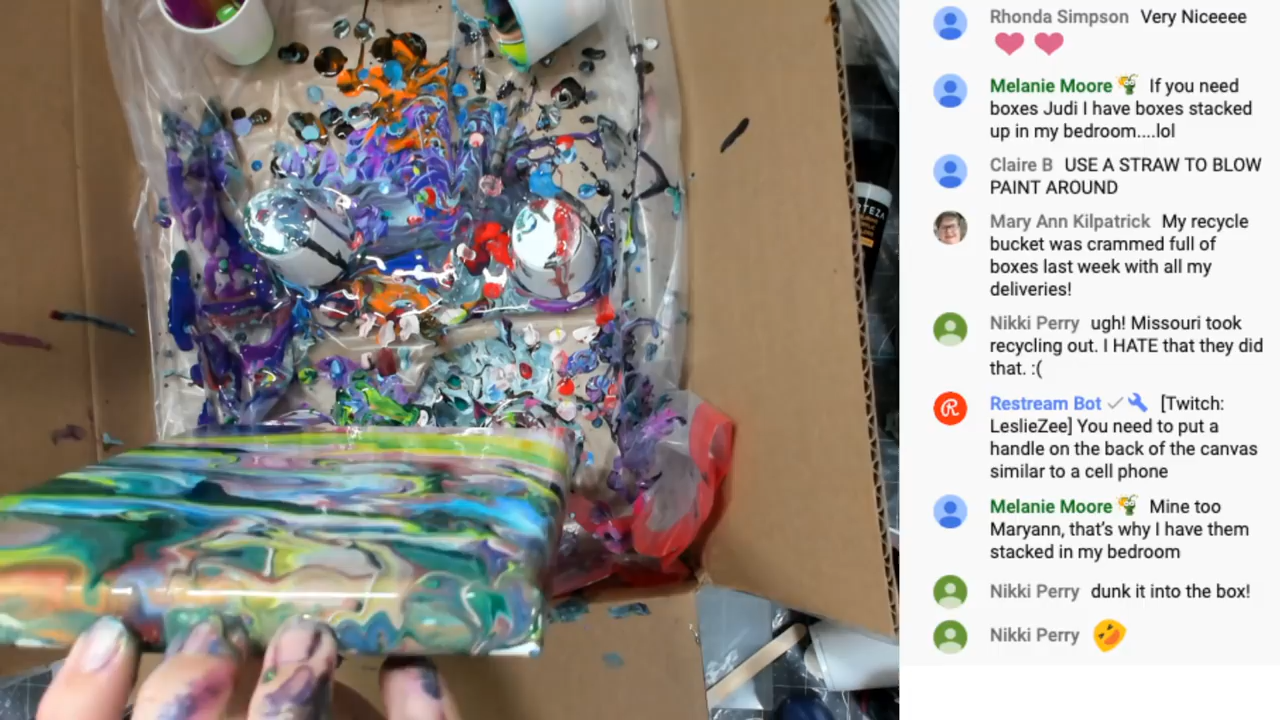 Rhonda Simpson Very Niceeee
Melanie Moore If you need
boxes Judi I have boxes stacked
up in my bedroom....lol
Claire B USE A STRAW TO BLOW
PAINT AROUND
Mary Ann Kilpatrick My recycle
bucket was crammed full of
boxes last week with all my
deliveries!
Nikki Perry ugh! Missouri took
recycling out. I HATE that they did
that. :(
Restream Bot [Twitch:
LeslieZee] You need to put a
handle on the back of the canvas
similar to a cell phone
Melanie Moore Mine too
Maryann, that's why I have them
stacked in my bedroom
Nikki Perry dunk it into the box!
Nikki Perry
RTEZA